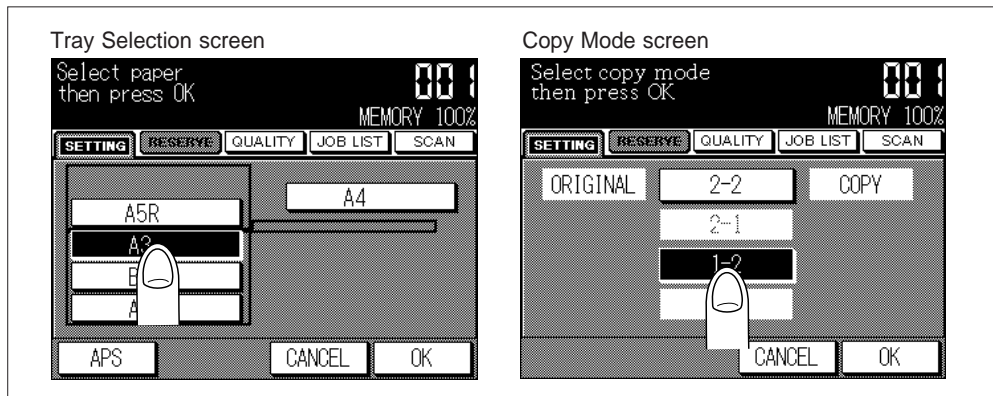 Tray Selection screen
Select paper
then press OK
001
MEMORY 100%
SETTING RESERVE QUALITY JOB LIST SCAN
A4
A5R
A3
APS CANCEL OK
Copy Mode screen
Select copy mode
then press OK
001
MEMORY 100%
SETTING RESERVE QUALITY JOB LIST SCAN
ORIGINAL 2-2 COPY
2-1
1-2
CANCEL OK